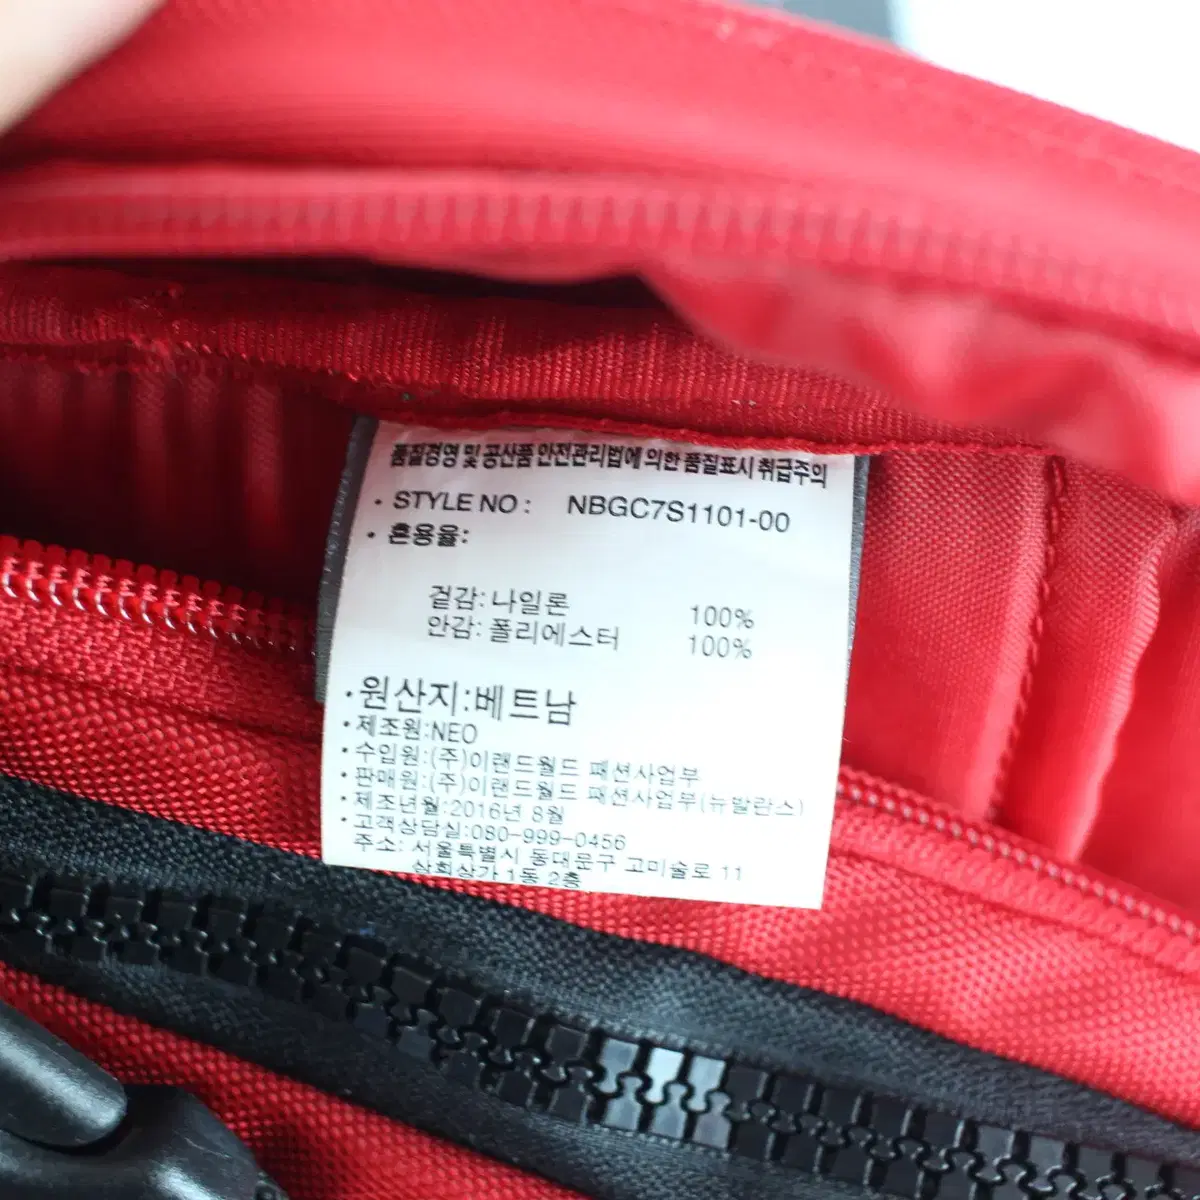 품질경영 및 공산품 안전관리법에 의한 품질표시 취급주의
· STYLE NO : NBGC7S1101-00
· 혼용율:
겉감: 나일론 100%
안감: 폴리에스터 100%
· 원산지:베트남
· 제조원:NEO
· 수입원:(주)이랜드월드 패션사업부
· 판매원:(주)이랜드월드 패션사업부(뉴발란스)
· 제조년월:2016년 8월
· 고객상담실:080-999-0456
주소: 서울특별시 동대문구 고미술로 11
삼희상가 1동 2층